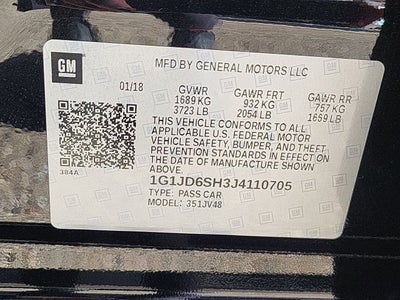 GM
MFD BY GENERAL MOTORS LLC
01/18
GVWR GAWR FRT GAWR RR
1689 KG 932 KG 757 KG
3723 LB 2054 LB 1659 LB
THIS VEHICLE CONFORMS TO ALL
APPLICABLE U.S. FEDERAL MOTOR
VEHICLE SAFETY, BUMPER, AND THEFT
PREVENTION STANDARDS IN EFFECT ON
THE DATE OF MANUFACTURE SHOWN
ABOVE.
384A
1G1JD6SH3J4110705
TYPE: PASS CAR
MODEL: 351JV48